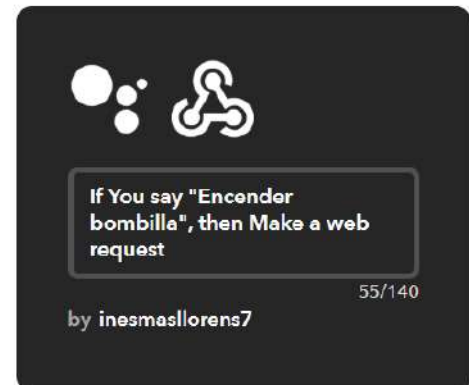 If You say "Encender
bombilla", then Make a web
request
55/140
by inesmasllorens7